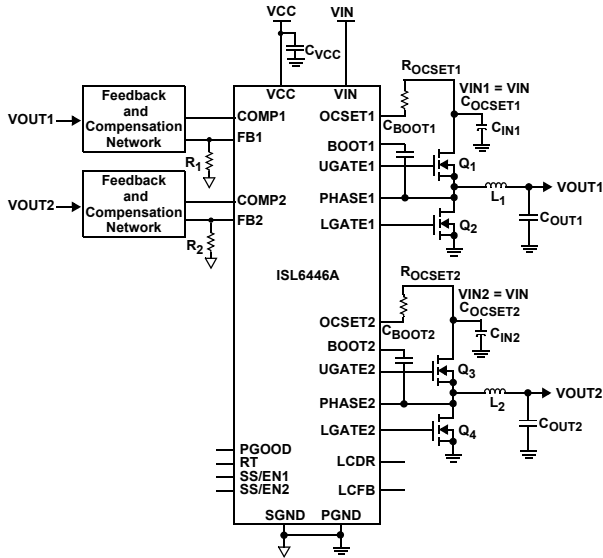 VCC
VIN
CVCC
VCC
VIN
VOUT1
Feedback
and
Compensation
Network
COMP1
FB1
R1
VOUT2
Feedback
and
Compensation
Network
COMP2
FB2
R2
ISL6446A
OCSET1
ROCSET1
VIN1 = VIN
COCSET1
CIN1
CBOOT1
BOOT1
UGATE1
Q1
PHASE1
L1
VOUT1
LGATE1
Q2
COUT1
ROCSET2
VIN2 = VIN
COCSET2
OCSET2
CIN2
CBOOT2
BOOT2
UGATE2
Q3
PHASE2
L2
VOUT2
LGATE2
Q4
COUT2
PGOOD
RT
SS/EN1
SS/EN2
LCDR
LCFB
SGND
PGND